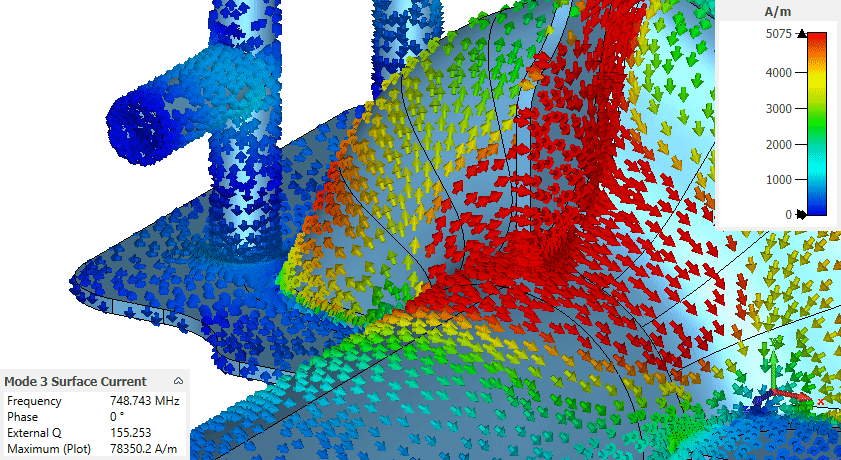 A/m
5075
4000
3000
2000
1000
0
x
Mode 3 Surface Current
Frequency 748.743 MHz
Phase 0 °
External Q 155.253
Maximum (Plot) 78350.2 A/m